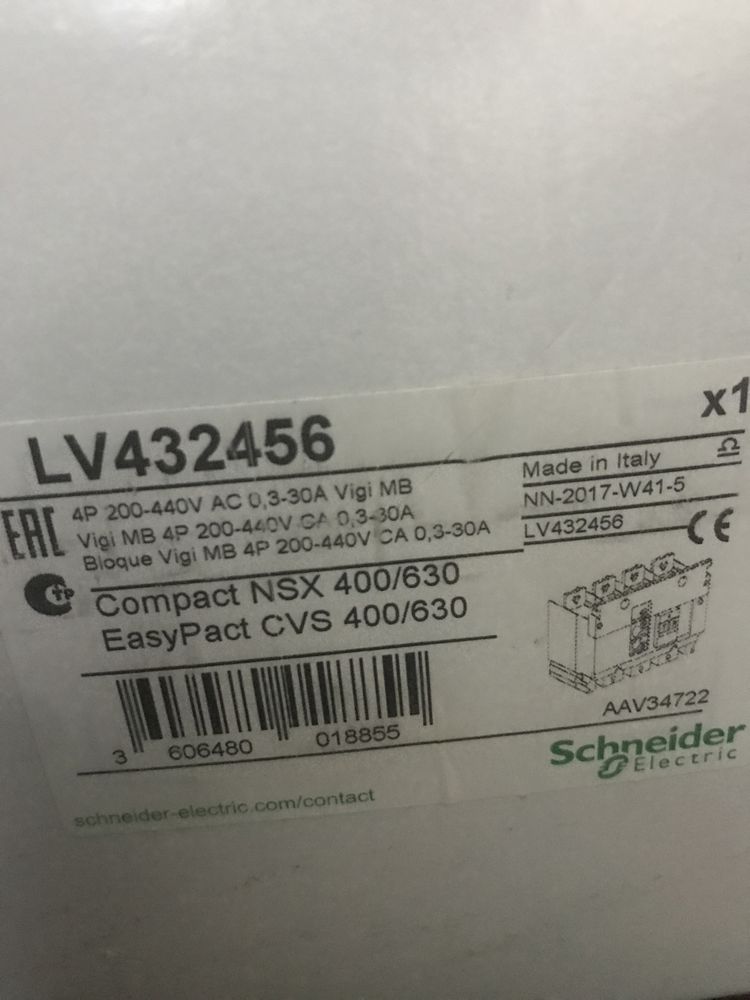 LV432456
x1
4P 200-440V AC 0,3-30A Vigi MB
Vigi MB 4P 200-440V CA 0,3-30A
Bloque Vigi MB 4P 200-440V CA 0,3-30A
EAC
Made in Italy
NN-2017-W41-5
LV432456
CE
Compact NSX 400/630
EasyPact CVS 400/630
3 606480 018855
AAV34722
Schneider
Electric
schneider-electric.com/contact